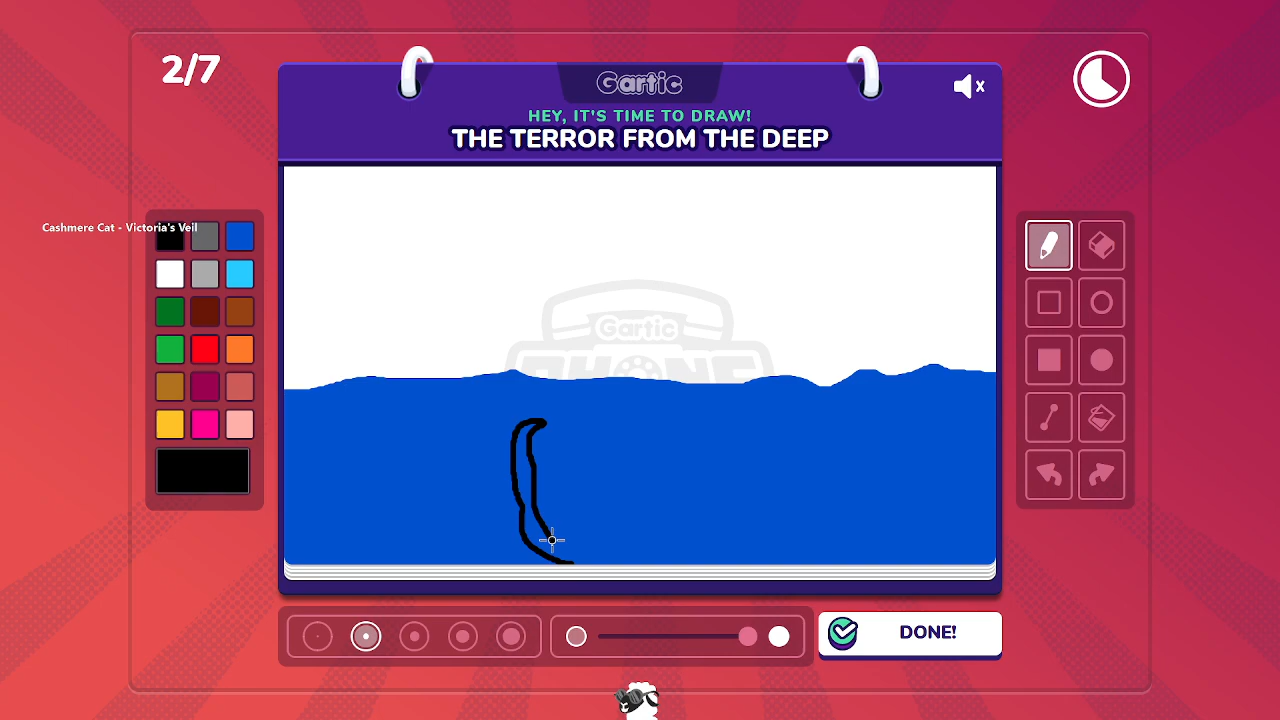 2/7
Gartic
HEY, IT'S TIME TO DRAW!
THE TERROR FROM THE DEEP
Cashmere Cat - Victoria's Veil
Gartic
PHONE
DONE!